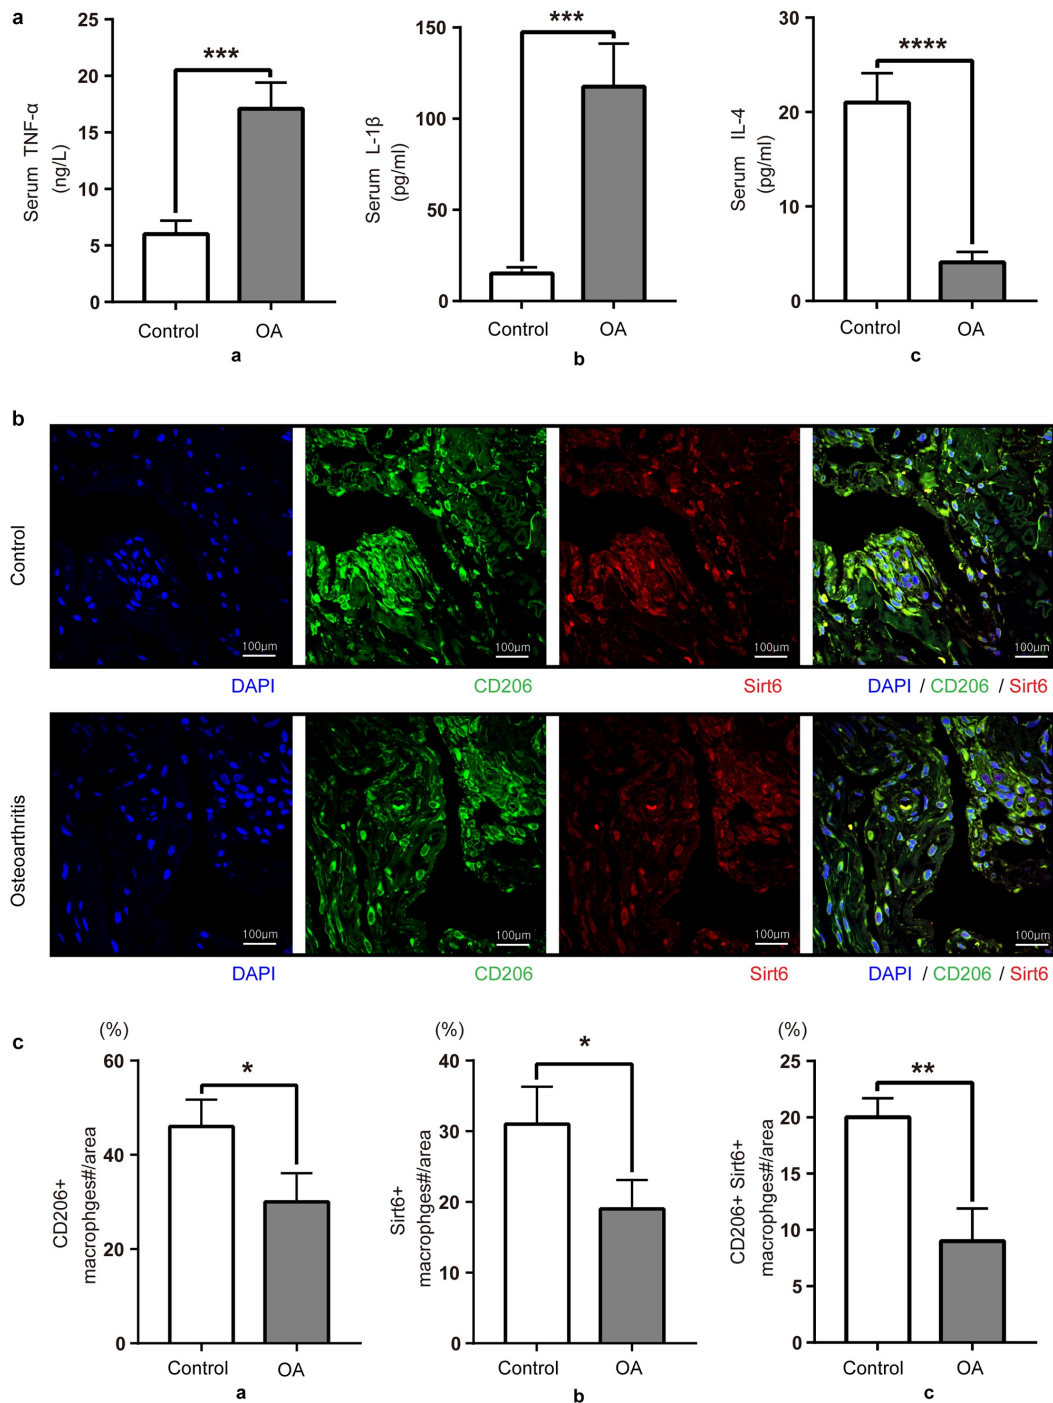 a
25
20
15
10
5
0
Serum TNF-α
(ng/L)
***
Control
OA
a
150
100
50
0
Serum L-1β
(pg/ml)
***
Control
OA
b
30
20
10
0
Serum IL-4
(pg/ml)
****
Control
OA
c
b
Control
100μm
100μm
100μm
100μm
DAPI
CD206
Sirt6
DAPI / CD206 / Sirt6
Osteoarthritis
100μm
100μm
100μm
100μm
DAPI
CD206
Sirt6
DAPI / CD206 / Sirt6
c
(%)
60
40
20
0
CD206+
macrophges#/area
*
Control
OA
a
(%)
40
30
20
10
0
Sirt6+
macrophges#/area
*
Control
OA
b
(%)
25
20
15
10
5
0
CD206+ Sirt6+
macrophges#/area
**
Control
OA
c